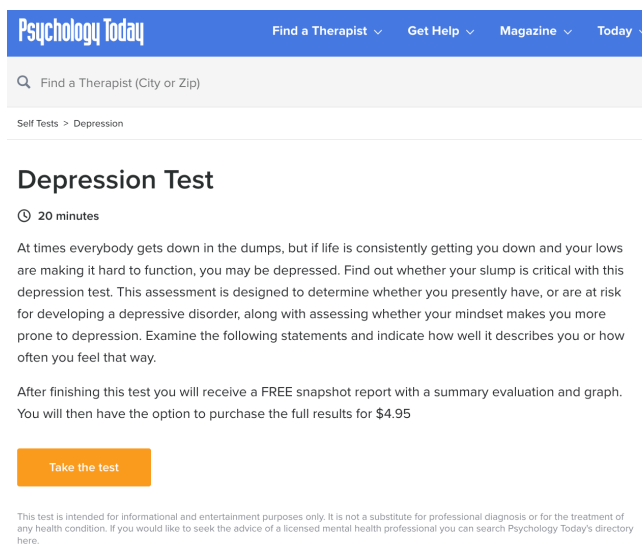 Psychology Today
Find a Therapist Get Help Magazine Today
Find a Therapist (City or Zip)
Self Tests > Depression
Depression Test
20 minutes
At times everybody gets down in the dumps, but if life is consistently getting you down and your lows
are making it hard to function, you may be depressed. Find out whether your slump is critical with this
depression test. This assessment is designed to determine whether you presently have, or are at risk
for developing a depressive disorder, along with assessing whether your mindset makes you more
prone to depression. Examine the following statements and indicate how well it describes you or how
often you feel that way.
After finishing this test you will receive a FREE snapshot report with a summary evaluation and graph.
You will then have the option to purchase the full results for $4.95
Take the test
This test is intended for informational and entertainment purposes only. It is not a substitute for professional diagnosis or for the treatment of
any health condition. If you would like to seek the advice of a licensed mental health professional you can search Psychology Today's directory
here.